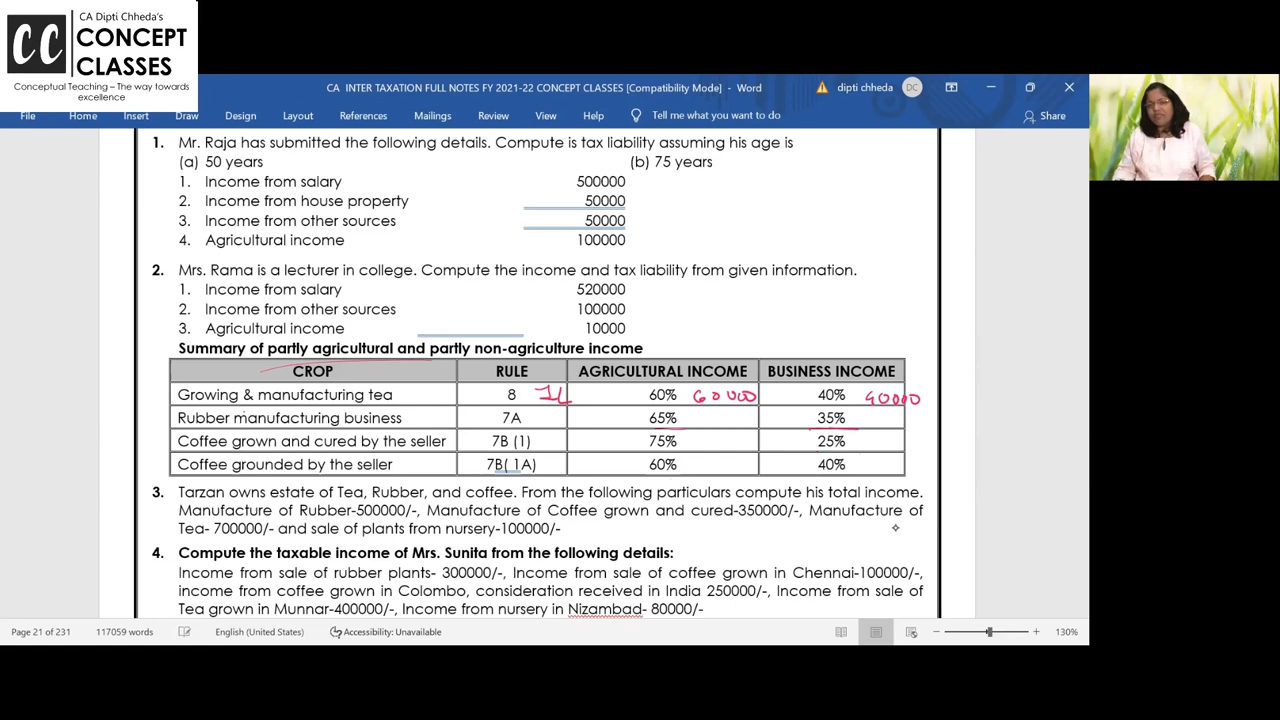 CA Dipti Chheda's
CC CONCEPT
CLASSES
Conceptual Teaching – The way towards
excellence
CA INTER TAXATION FULL NOTES FY 2021-22 CONCEPT CLASSES [Compatibility Mode] - Word
dipti chheda DC
File Home Insert Draw Design Layout References Mailings Review View Help Tell me what you want to do Share
1. Mr. Raja has submitted the following details. Compute is tax liability assuming his age is
(a) 50 years (b) 75 years
1. Income from salary 500000
2. Income from house property 50000
3. Income from other sources 50000
4. Agricultural income 100000
2. Mrs. Rama is a lecturer in college. Compute the income and tax liability from given information.
1. Income from salary 520000
2. Income from other sources 100000
3. Agricultural income 10000
Summary of partly agricultural and partly non-agriculture income
CROP RULE AGRICULTURAL INCOME BUSINESS INCOME
Growing & manufacturing tea 8 1L 60% 60000 40% 40000
Rubber manufacturing business 7A 65% 35%
Coffee grown and cured by the seller 7B (1) 75% 25%
Coffee grounded by the seller 7B( 1A) 60% 40%
3. Tarzan owns estate of Tea, Rubber, and coffee. From the following particulars compute his total income.
Manufacture of Rubber-500000/-, Manufacture of Coffee grown and cured-350000/-, Manufacture of
Tea- 700000/- and sale of plants from nursery-100000/-
4. Compute the taxable income of Mrs. Sunita from the following details:
Income from sale of rubber plants- 300000/-, Income from sale of coffee grown in Chennai-100000/-,
income from coffee grown in Colombo, consideration received in India 250000/-, Income from sale of
Tea grown in Munnar-400000/-, Income from nursery in Nizambad- 80000/-
Page 21 of 231 117059 words English (United States) Accessibility: Unavailable 130%